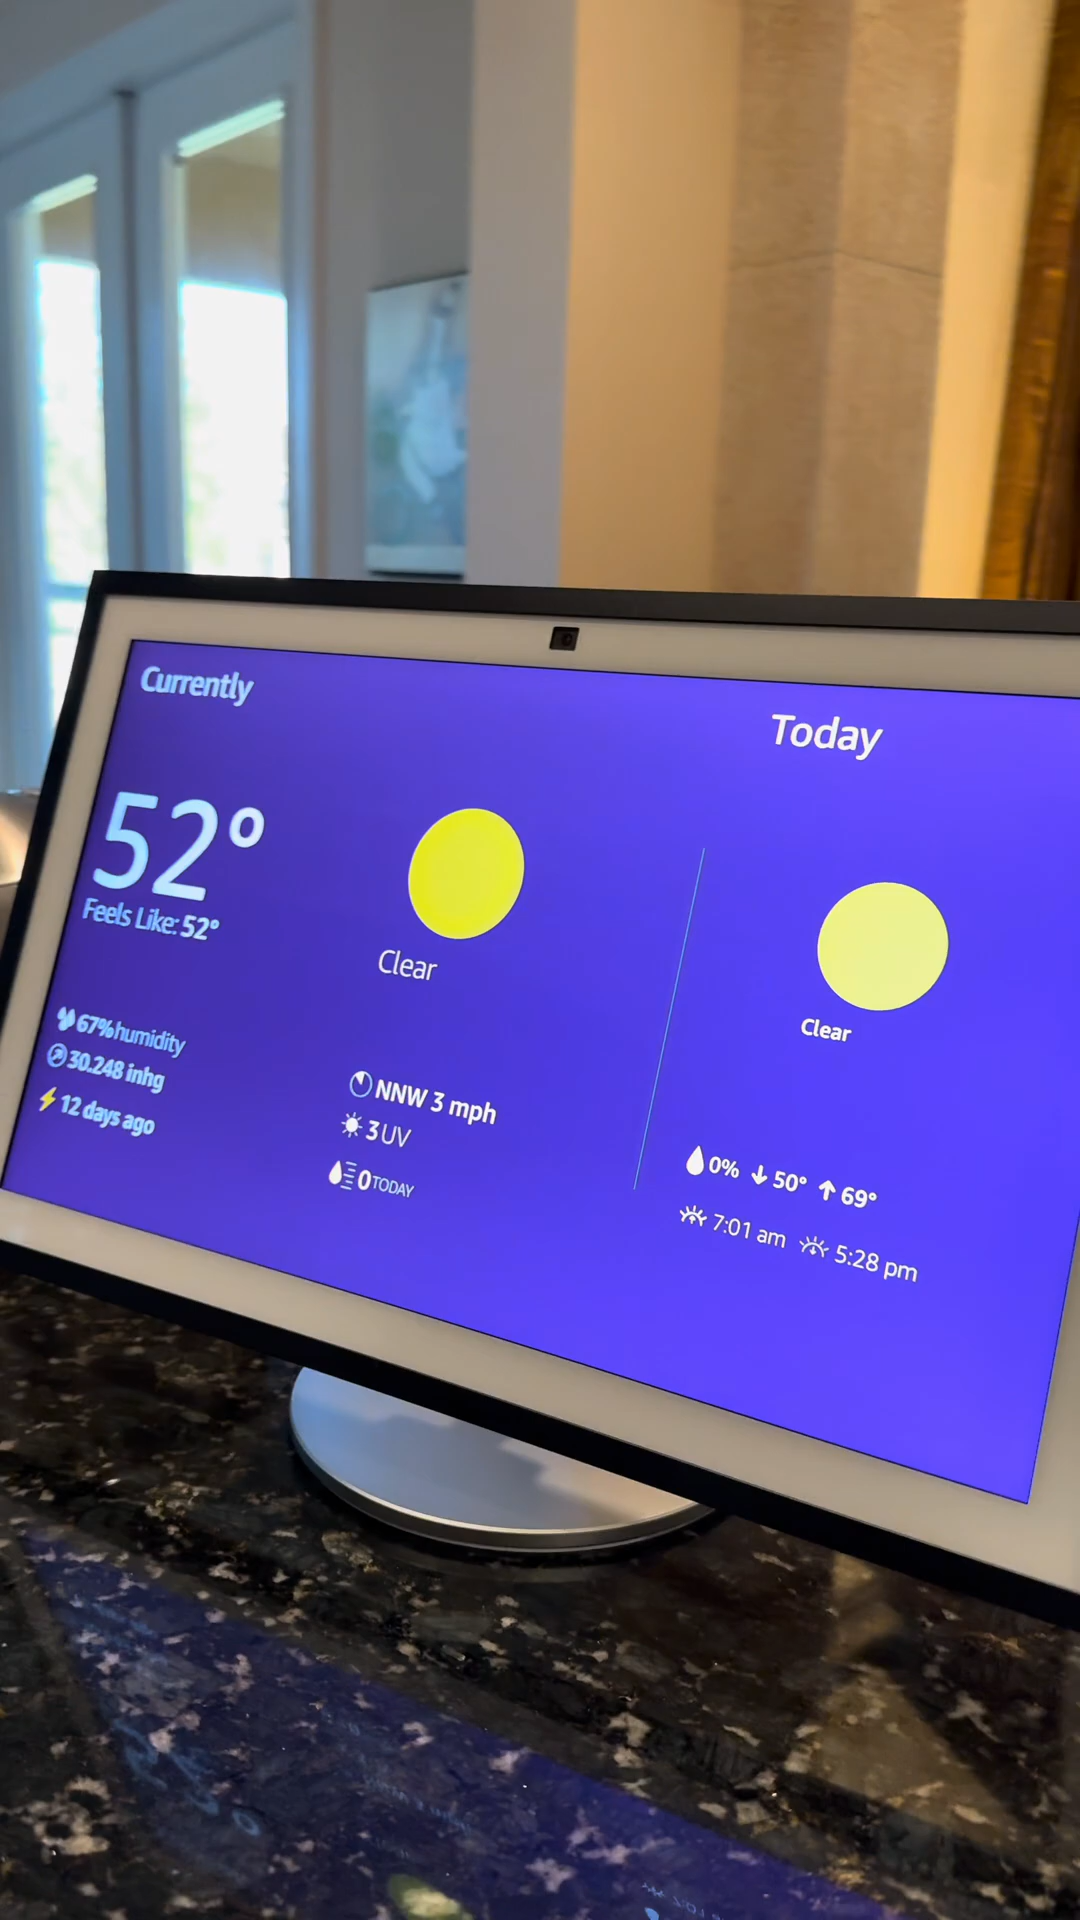 Currently
52°
Feels Like: 52°
Clear
67% humidity
30.248 inhg
12 days ago
NNW 3 mph
3 UV
0 TODAY
Today
Clear
0% 50° 69°
7:01 am 5:28 pm